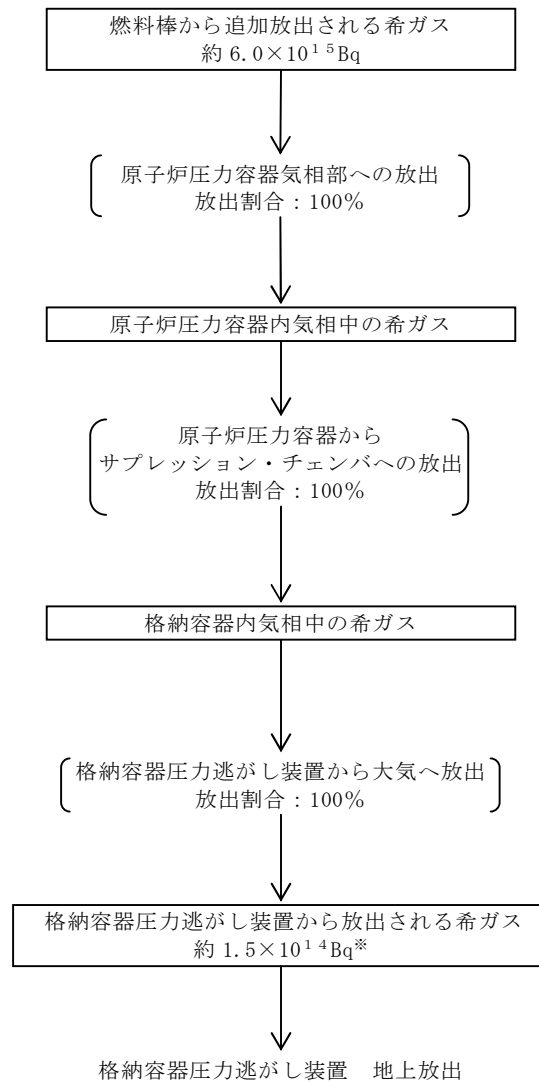 燃料棒から追加放出される希ガス
約 6.0×10¹⁵Bq
原子炉圧力容器気相部への放出
放出割合：100%
原子炉圧力容器内気相中の希ガス
原子炉圧力容器から
サプレッション・チェンバへの放出
放出割合：100%
格納容器内気相中の希ガス
格納容器圧力逃がし装置から大気へ放出
放出割合：100%
格納容器圧力逃がし装置から放出される希ガス
約 1.5×10¹⁴Bq※
格納容器圧力逃がし装置　地上放出